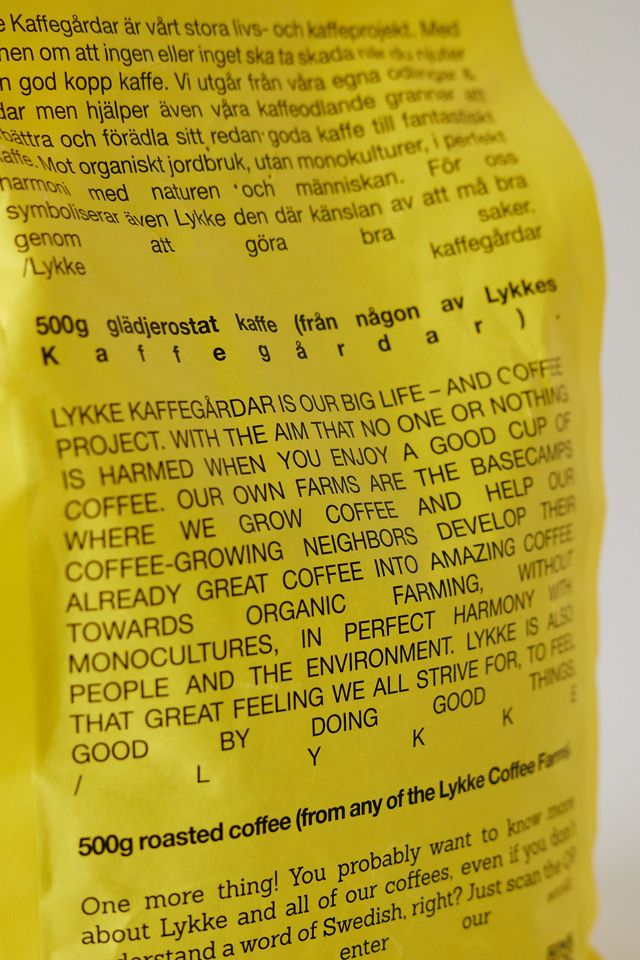 e Kaffegårdar är vårt stora livs- och kaffeprojekt. Med
nen om att ingen eller inget ska ta skada när du njuter
n god kopp kaffe. Vi utgår från våra egna odlingar &
dar men hjälper även våra kaffeodlande grannar att
bättra och förädla sitt redan goda kaffe till fantastiskt
kaffe. Mot organiskt jordbruk, utan monokulturer, i perfekt
harmoni med naturen och människan. För oss
symboliserar även Lykke den där känslan av att må bra
genom att göra bra saker.
/Lykke kaffegårdar
500g glädjerostat kaffe (från någon av Lykkes
Kaffegårdar).
LYKKE KAFFEGÅRDAR IS OUR BIG LIFE – AND COFFEE
PROJECT. WITH THE AIM THAT NO ONE OR NOTHING
IS HARMED WHEN YOU ENJOY A GOOD CUP OF
COFFEE. OUR OWN FARMS ARE THE BASECAMPS
WHERE WE GROW COFFEE AND HELP OUR
COFFEE-GROWING NEIGHBORS DEVELOP THEIR
ALREADY GREAT COFFEE INTO AMAZING COFFEE
TOWARDS ORGANIC FARMING, WITHOUT
MONOCULTURES, IN PERFECT HARMONY WITH
PEOPLE AND THE ENVIRONMENT. LYKKE IS ALSO
THAT GREAT FEELING WE ALL STRIVE FOR, TO FEEL
GOOD BY DOING GOOD THINGS.
/ L Y K K E
500g roasted coffee (from any of the Lykke Coffee Farms)
One more thing! You probably want to know more
about Lykke and all of our coffees, even if you don't
understand a word of Swedish, right? Just scan the QR
enter our